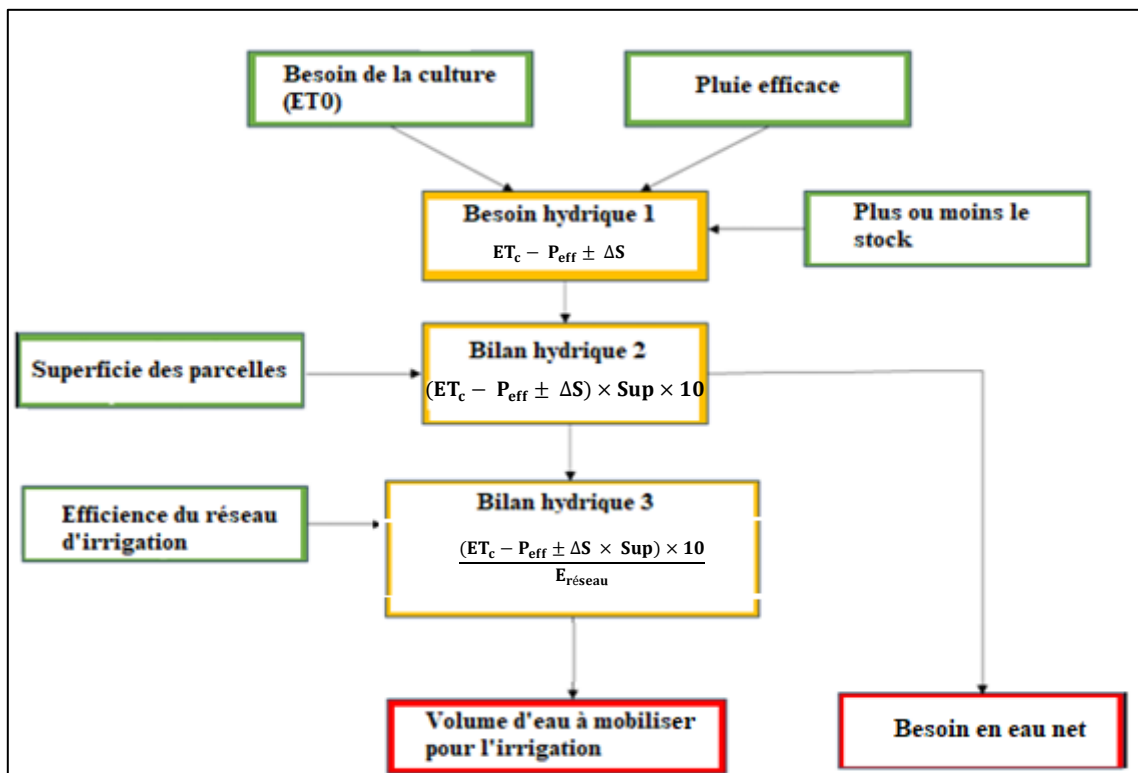 Besoin de la culture
(ET0)
Pluie efficace
Besoin hydrique 1
ETc − Peff ± ΔS
Plus ou moins le
stock
Superficie des parcelles
Bilan hydrique 2
(ETc − Peff ± ΔS) × Sup × 10
Efficience du réseau
d'irrigation
Bilan hydrique 3
(ETc − Peff ± ΔS × Sup) × 10
Eréseau
Volume d'eau à mobiliser
pour l'irrigation
Besoin en eau net